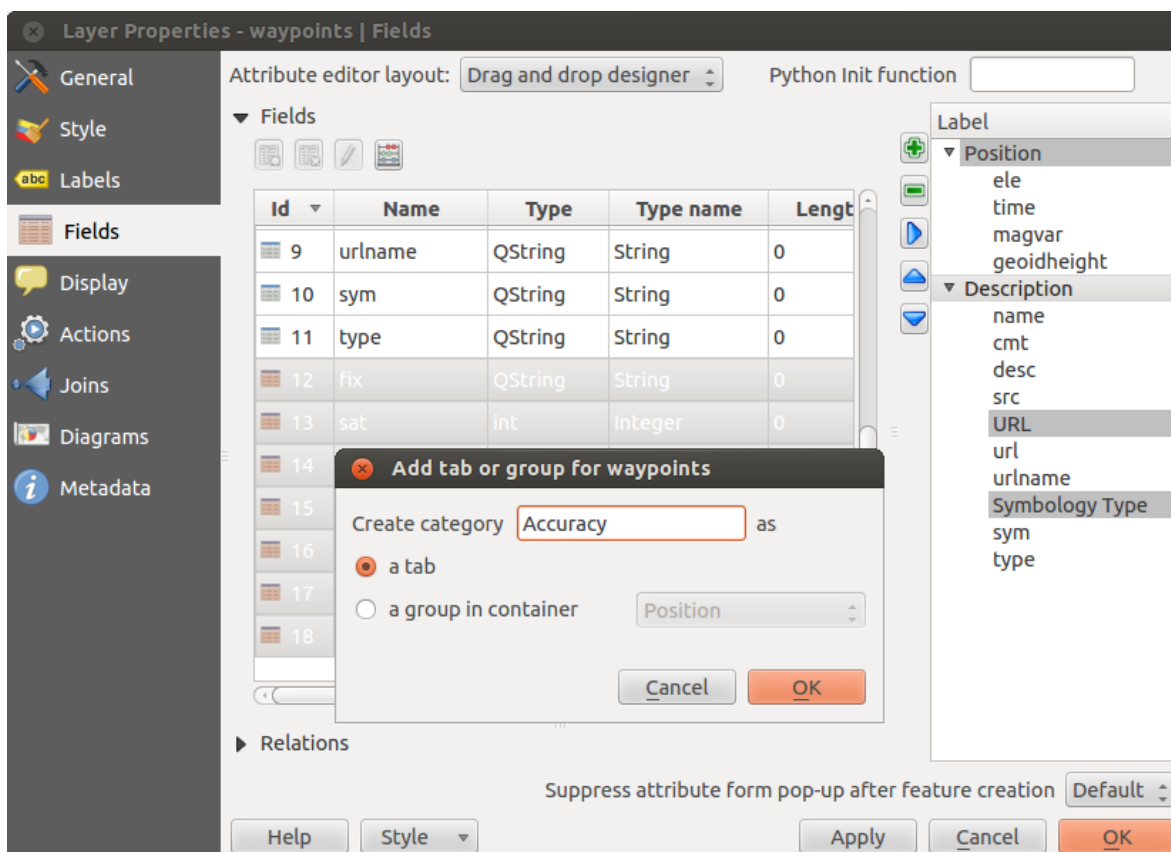 Layer Properties - waypoints | Fields
General
Style
abc Labels
Fields
Display
Actions
Joins
Diagrams
i Metadata
Attribute editor layout: Drag and drop designer Python Init function
Fields
Id Name Type Type name Lengt
9 urlname QString String 0
10 sym QString String 0
11 type QString String 0
12 fix QString String 0
13 sat int Integer 0
14
15
16
17
18
Add tab or group for waypoints
Create category Accuracy as
a tab
a group in container Position
Cancel OK
Relations
Label
Position
ele
time
magvar
geoidheight
Description
name
cmt
desc
src
URL
url
urlname
Symbology Type
sym
type
Suppress attribute form pop-up after feature creation Default
Help Style Apply Cancel OK